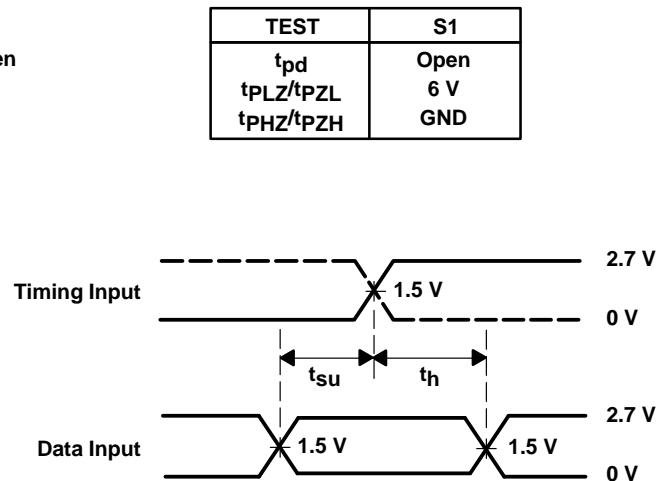 TEST S1
tpd Open
tPLZ/tPZL 6 V
tPHZ/tPZH GND
2.7 V
Timing Input 1.5 V
0 V
tsu th
2.7 V
Data Input 1.5 V 1.5 V
0 V